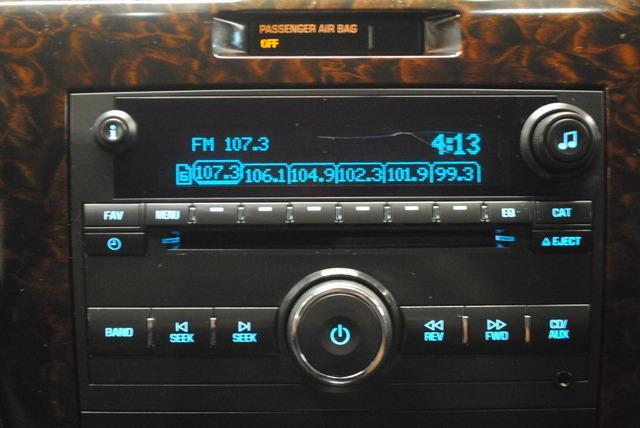 PASSENGER AIR BAG
OFF
i
FM 107.3 4:13
6 107.3 106.1 104.9 102.3 101.9 99.3
FAV MENU EQ CAT
EJECT
BAND SEEK SEEK REV FWD CD/
AUX